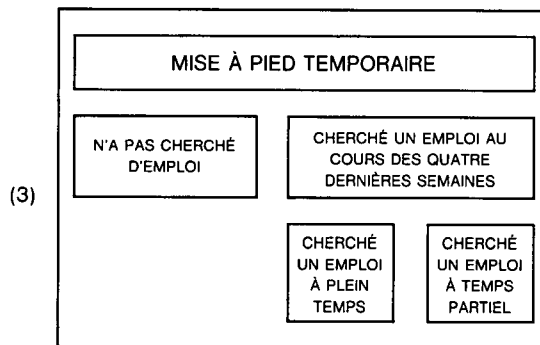 MISE À PIED TEMPORAIRE
N'A PAS CHERCHÉ
D'EMPLOI
CHERCHÉ UN EMPLOI AU
COURS DES QUATRE
DERNIÈRES SEMAINES
(3)
CHERCHÉ
UN EMPLOI
À PLEIN
TEMPS
CHERCHÉ
UN EMPLOI
À TEMPS
PARTIEL